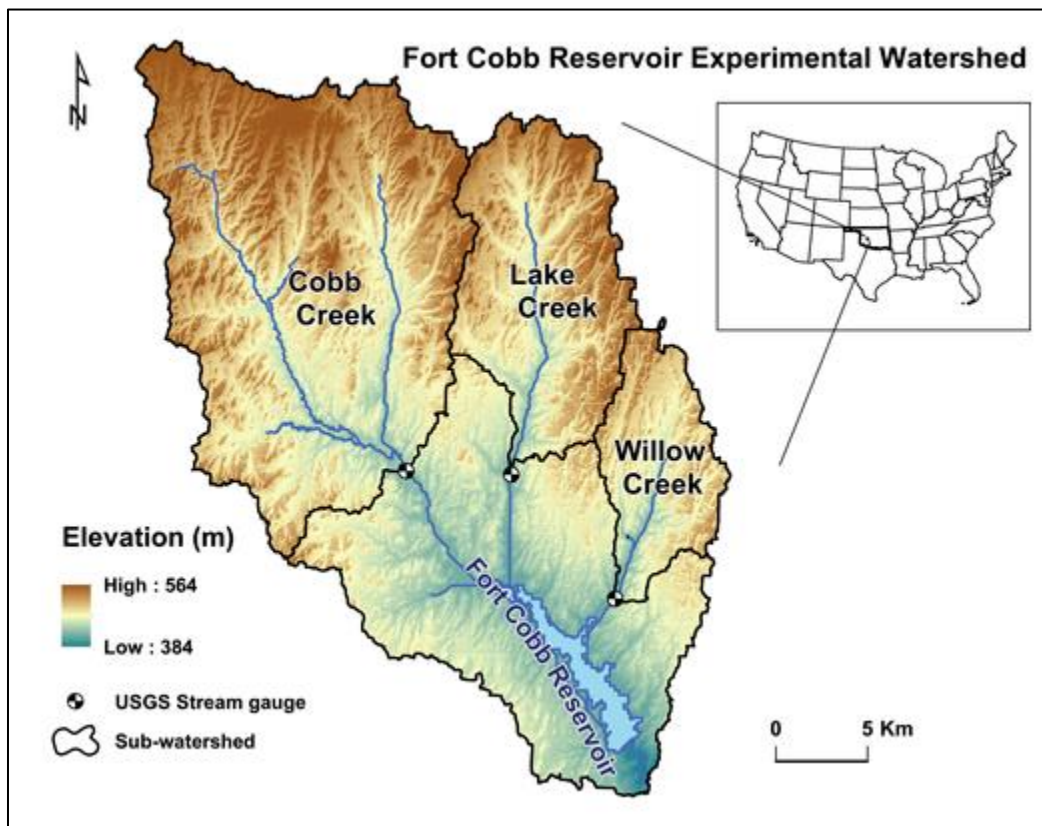 Fort Cobb Reservoir Experimental Watershed
N
Cobb
Creek
Lake
Creek
Willow
Creek
Fort Cobb Reservoir
Elevation (m)
High : 564
Low : 384
USGS Stream gauge
Sub-watershed
0 5 Km